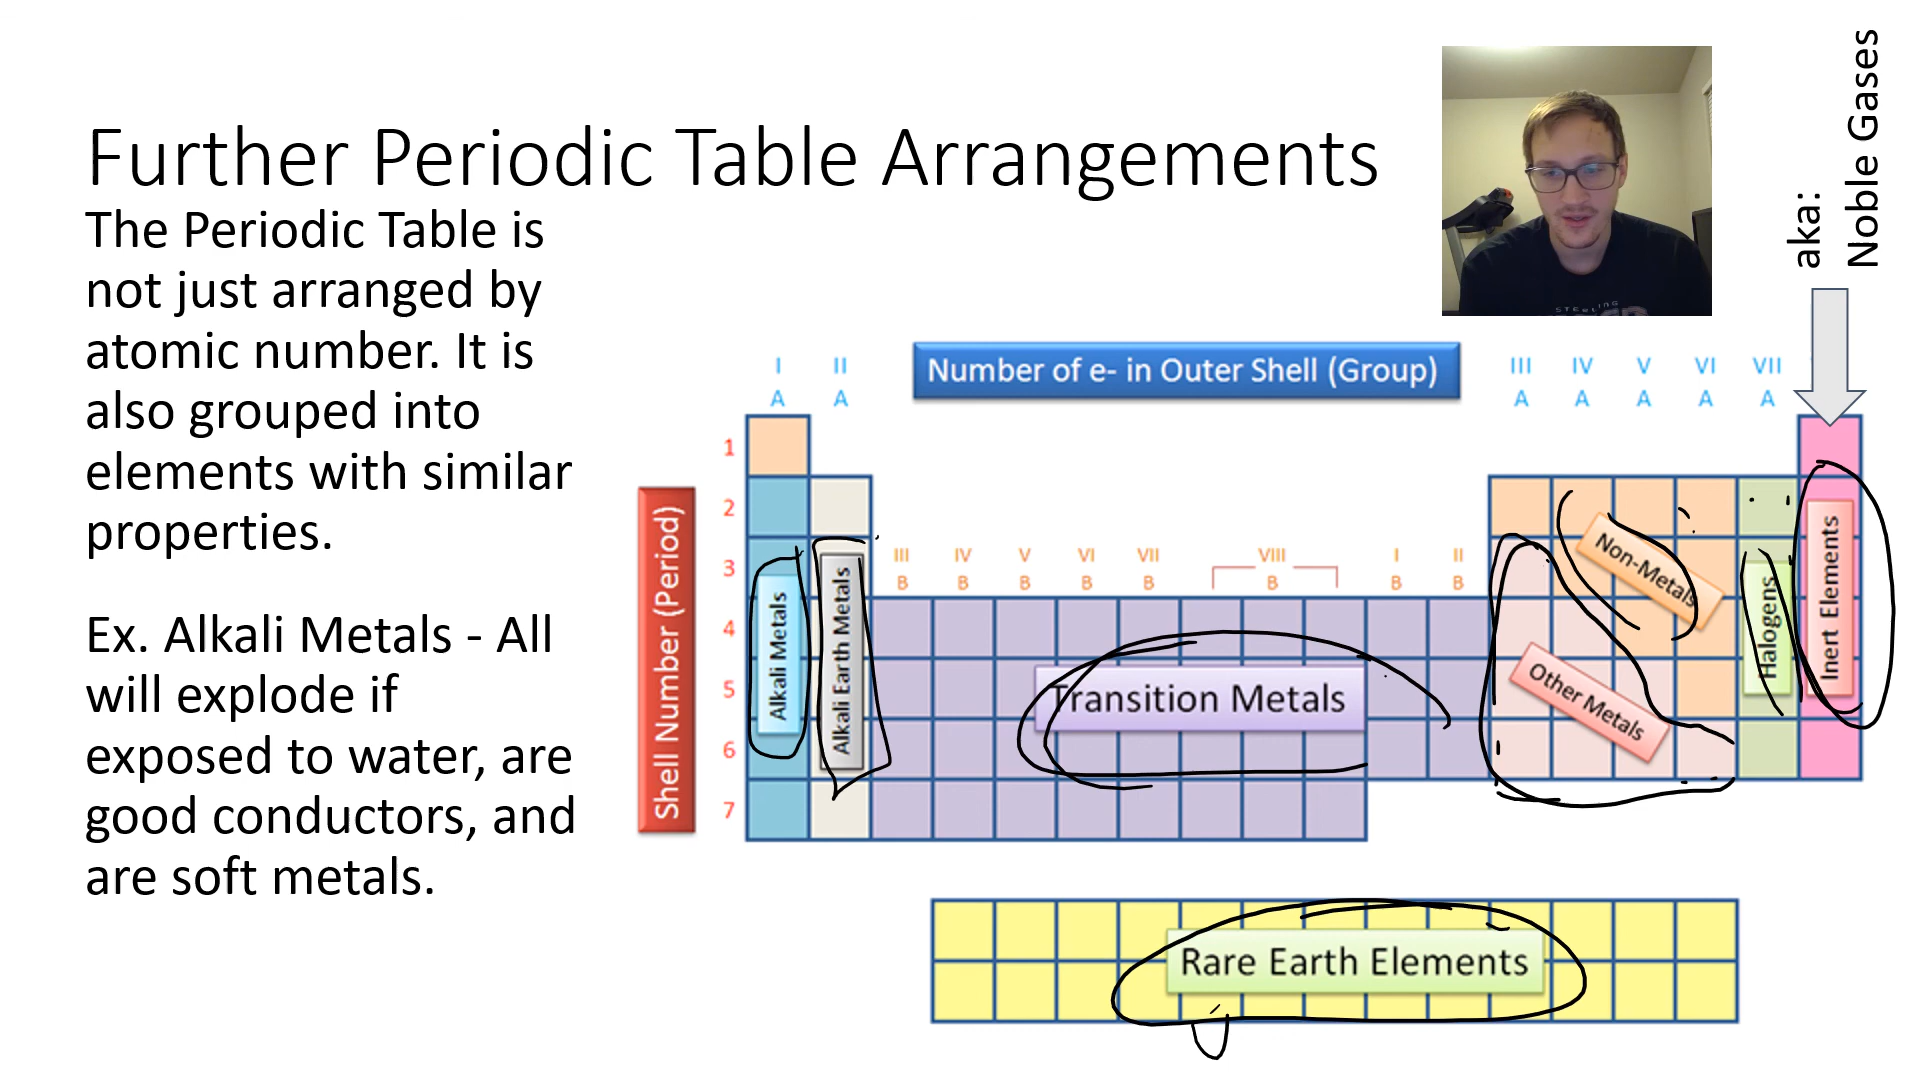 Further Periodic Table Arrangements
The Periodic Table is
not just arranged by
atomic number. It is
also grouped into
elements with similar
properties.
Ex. Alkali Metals - All
will explode if
exposed to water, are
good conductors, and
are soft metals.
aka:
Noble Gases
STERLING
Number of e- in Outer Shell (Group)
I II III IV V VI VII
A A A A A A A
Shell Number (Period)
1
2
3
4
5
6
7
III IV V VI VII VIII I II
B B B B B B B B
Alkali Metals
Alkali Earth Metals
Transition Metals
Other Metals
Non-Metals
Halogens
Inert Elements
Rare Earth Elements